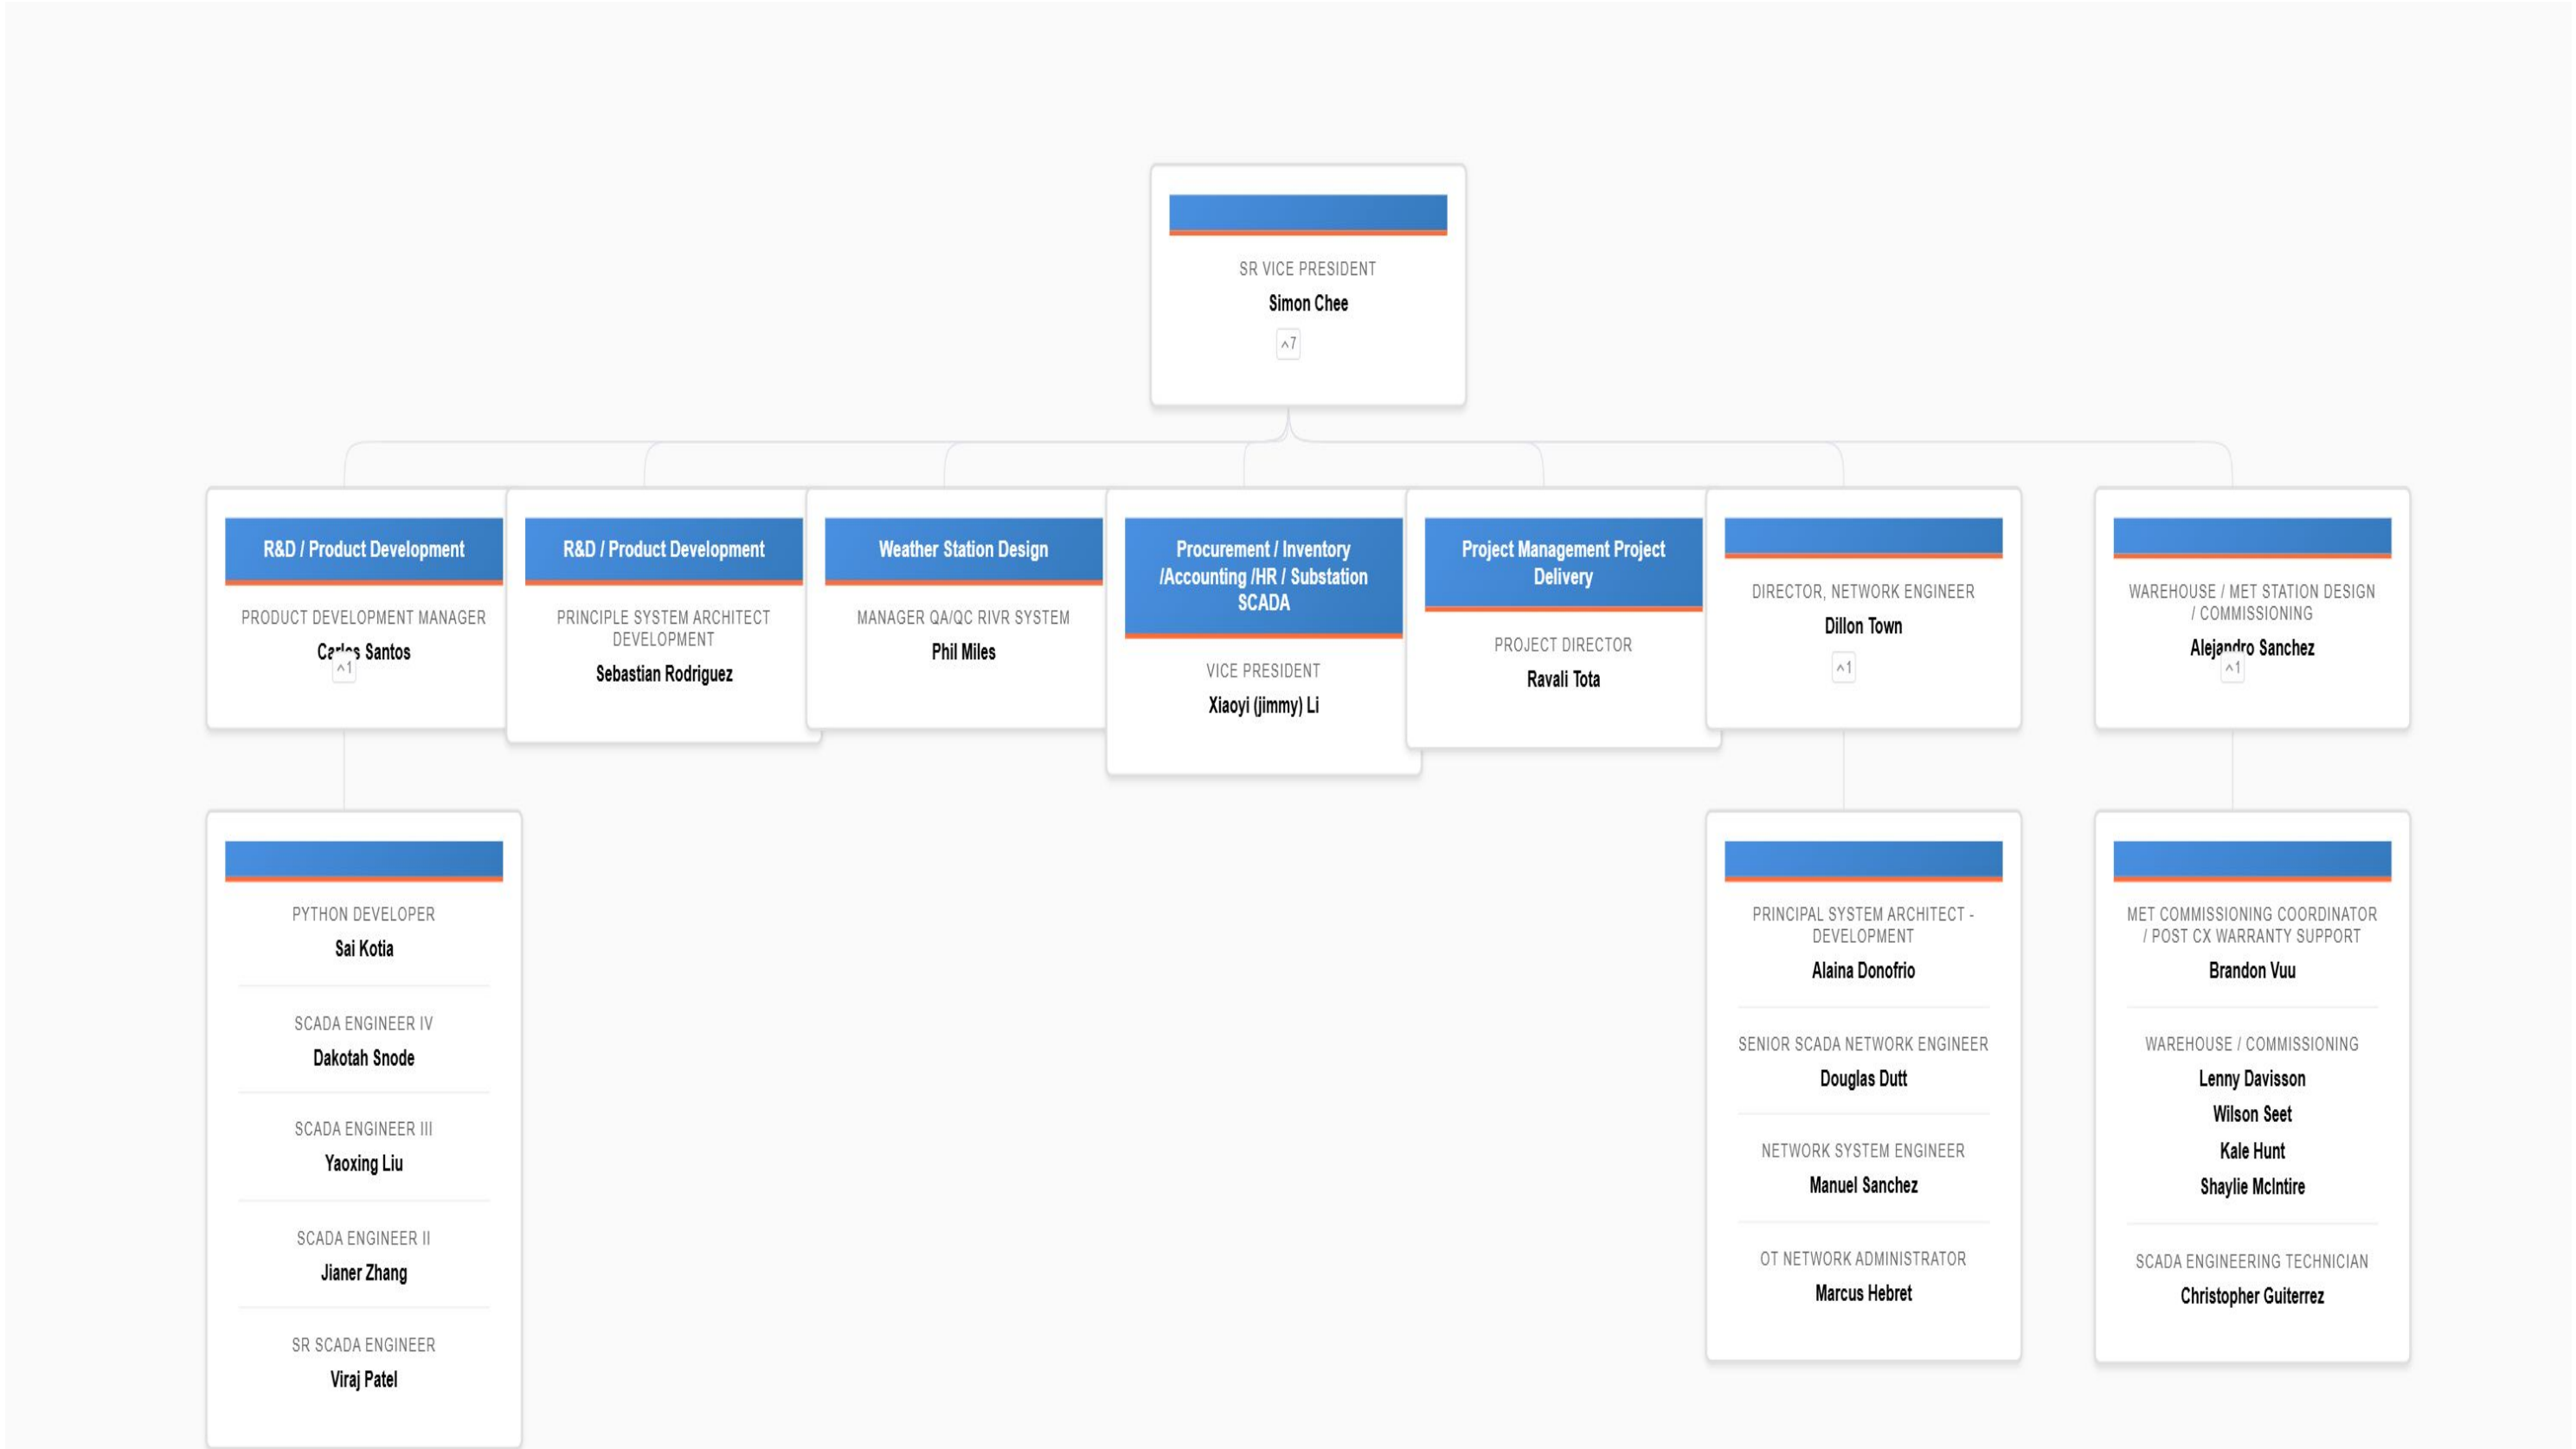 SR VICE PRESIDENT
Simon Chee
^7
R&D / Product Development
PRODUCT DEVELOPMENT MANAGER
Carlos Santos
^1
R&D / Product Development
PRINCIPLE SYSTEM ARCHITECT
DEVELOPMENT
Sebastian Rodriguez
Weather Station Design
MANAGER QA/QC RIVR SYSTEM
Phil Miles
Procurement / Inventory
/Accounting /HR / Substation
SCADA
VICE PRESIDENT
Xiaoyi (jimmy) Li
Project Management Project
Delivery
PROJECT DIRECTOR
Ravali Tota
DIRECTOR, NETWORK ENGINEER
Dillon Town
^1
WAREHOUSE / MET STATION DESIGN
/ COMMISSIONING
Alejandro Sanchez
^1
PYTHON DEVELOPER
Sai Kotia
SCADA ENGINEER IV
Dakotah Snode
SCADA ENGINEER III
Yaoxing Liu
SCADA ENGINEER II
Jianer Zhang
SR SCADA ENGINEER
Viraj Patel
PRINCIPAL SYSTEM ARCHITECT -
DEVELOPMENT
Alaina Donofrio
SENIOR SCADA NETWORK ENGINEER
Douglas Dutt
NETWORK SYSTEM ENGINEER
Manuel Sanchez
OT NETWORK ADMINISTRATOR
Marcus Hebret
MET COMMISSIONING COORDINATOR
/ POST CX WARRANTY SUPPORT
Brandon Vuu
WAREHOUSE / COMMISSIONING
Lenny Davisson
Wilson Seet
Kale Hunt
Shaylie McIntire
SCADA ENGINEERING TECHNICIAN
Christopher Guiterrez